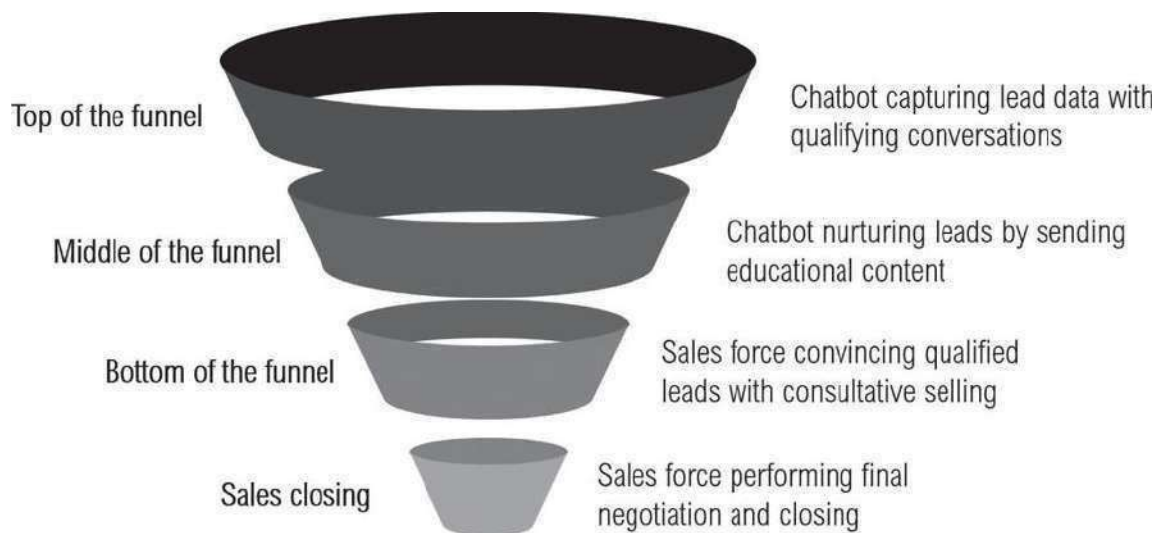 Top of the funnel
Chatbot capturing lead data with
qualifying conversations
Middle of the funnel
Chatbot nurturing leads by sending
educational content
Bottom of the funnel
Sales force convincing qualified
leads with consultative selling
Sales closing
Sales force performing final
negotiation and closing